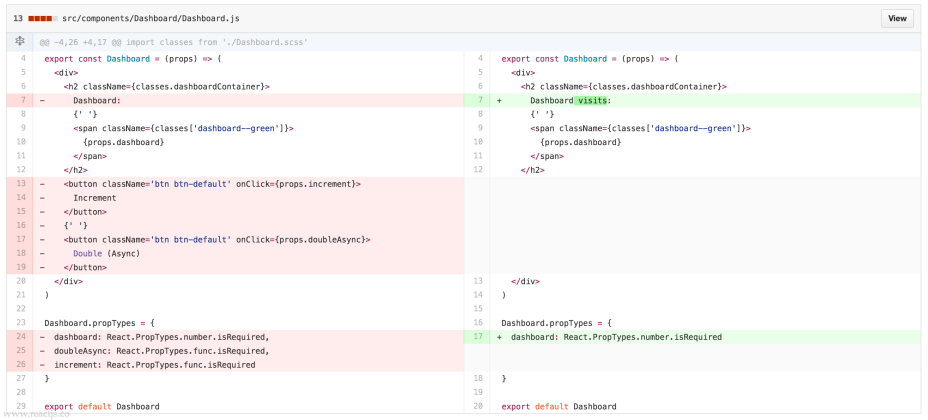 13 src/components/Dashboard/Dashboard.js View
@@ -4,26 +4,17 @@ import classes from './Dashboard.scss'
4 export const Dashboard = (props) => ( 4 export const Dashboard = (props) => (
5 <div> 5 <div>
6 <h2 className={classes.dashboardContainer}> 6 <h2 className={classes.dashboardContainer}>
7 - Dashboard: 7 + Dashboard visits:
8 {' '} 8 {' '}
9 <span className={classes['dashboard--green']}> 9 <span className={classes['dashboard--green']}>
10 {props.dashboard} 10 {props.dashboard}
11 </span> 11 </span>
12 </h2> 12 </h2>
13 - <button className='btn btn-default' onClick={props.increment}>
14 - Increment
15 - </button>
16 - {' '}
17 - <button className='btn btn-default' onClick={props.doubleAsync}>
18 - Double (Async)
19 - </button>
20 </div> 13 </div>
21 ) 14 )
22 15
23 Dashboard.propTypes = { 16 Dashboard.propTypes = {
24 - dashboard: React.PropTypes.number.isRequired, 17 + dashboard: React.PropTypes.number.isRequired
25 - doubleAsync: React.PropTypes.func.isRequired,
26 - increment: React.PropTypes.func.isRequired
27 } 18 }
28 19
29 export default Dashboard 20 export default Dashboard
www.reactjs.co